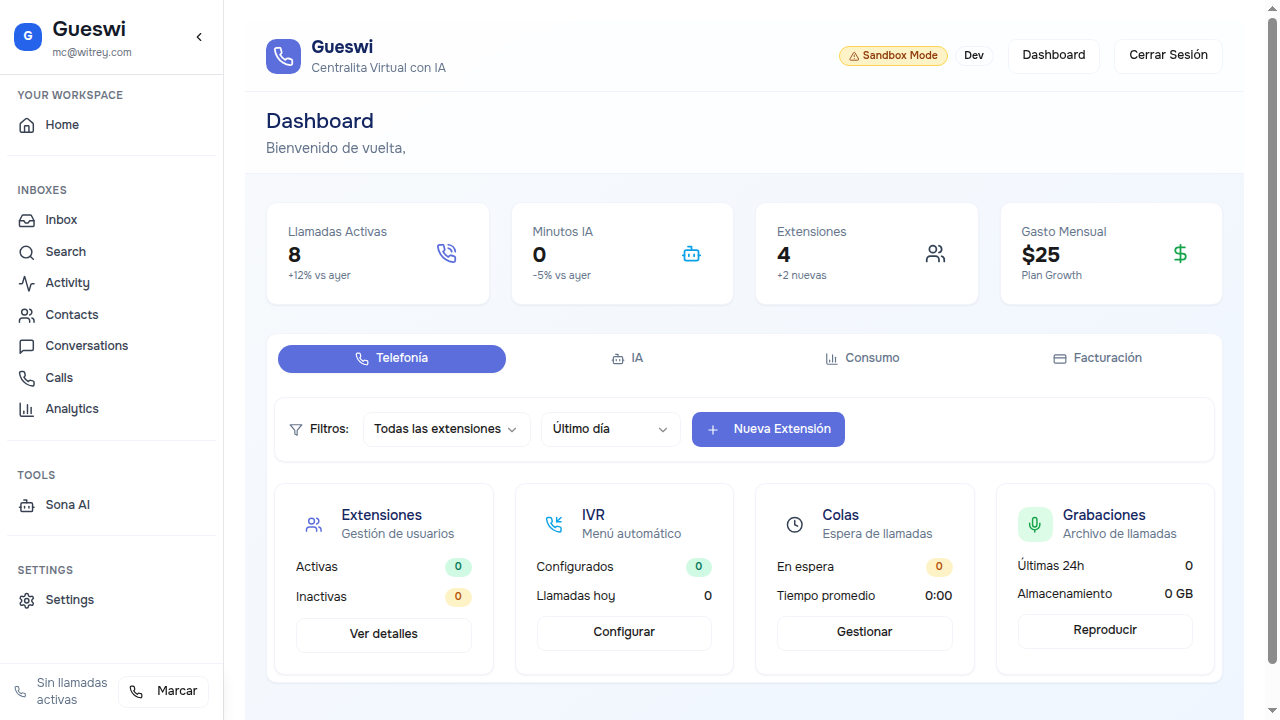 G
Gueswi
mc@witrey.com
YOUR WORKSPACE
Home
INBOXES
Inbox
Search
Activity
Contacts
Conversations
Calls
Analytics
TOOLS
Sona AI
SETTINGS
Settings
Sin llamadas
activas
Marcar
Gueswi
Centralita Virtual con IA
Sandbox Mode
Dev
Dashboard
Cerrar Sesión
Dashboard
Bienvenido de vuelta,
Llamadas Activas
8
+12% vs ayer
Minutos IA
0
-5% vs ayer
Extensiones
4
+2 nuevas
Gasto Mensual
$25
Plan Growth
Telefonía
IA
Consumo
Facturación
Filtros:
Todas las extensiones
Último día
Nueva Extensión
Extensiones
Gestión de usuarios
Activas 0
Inactivas 0
Ver detalles
IVR
Menú automático
Configurados 0
Llamadas hoy 0
Configurar
Colas
Espera de llamadas
En espera 0
Tiempo promedio 0:00
Gestionar
Grabaciones
Archivo de llamadas
Últimas 24h 0
Almacenamiento 0 GB
Reproducir